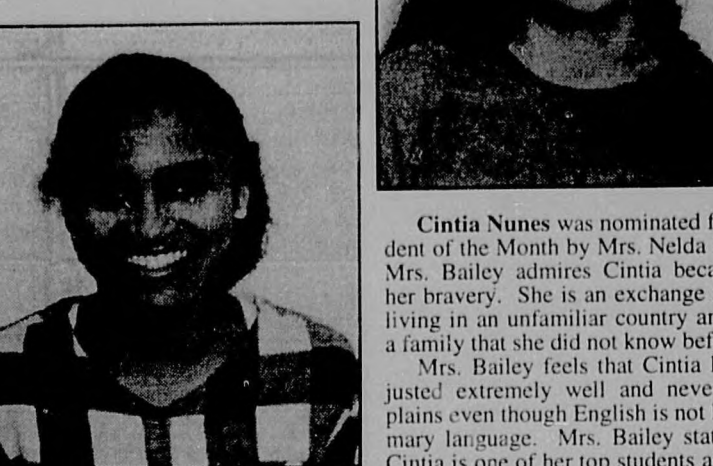 Cintia Nunes was nominated f
dent of the Month by Mrs. Nelda
Mrs. Bailey admires Cintia beca
her bravery. She is an exchange
living in an unfamiliar country an
a family that she did not know bef
Mrs. Bailey feels that Cintia h
justed extremely well and neve
plains even though English is not
mary language. Mrs. Bailey stat
Cintia is one of her top students a